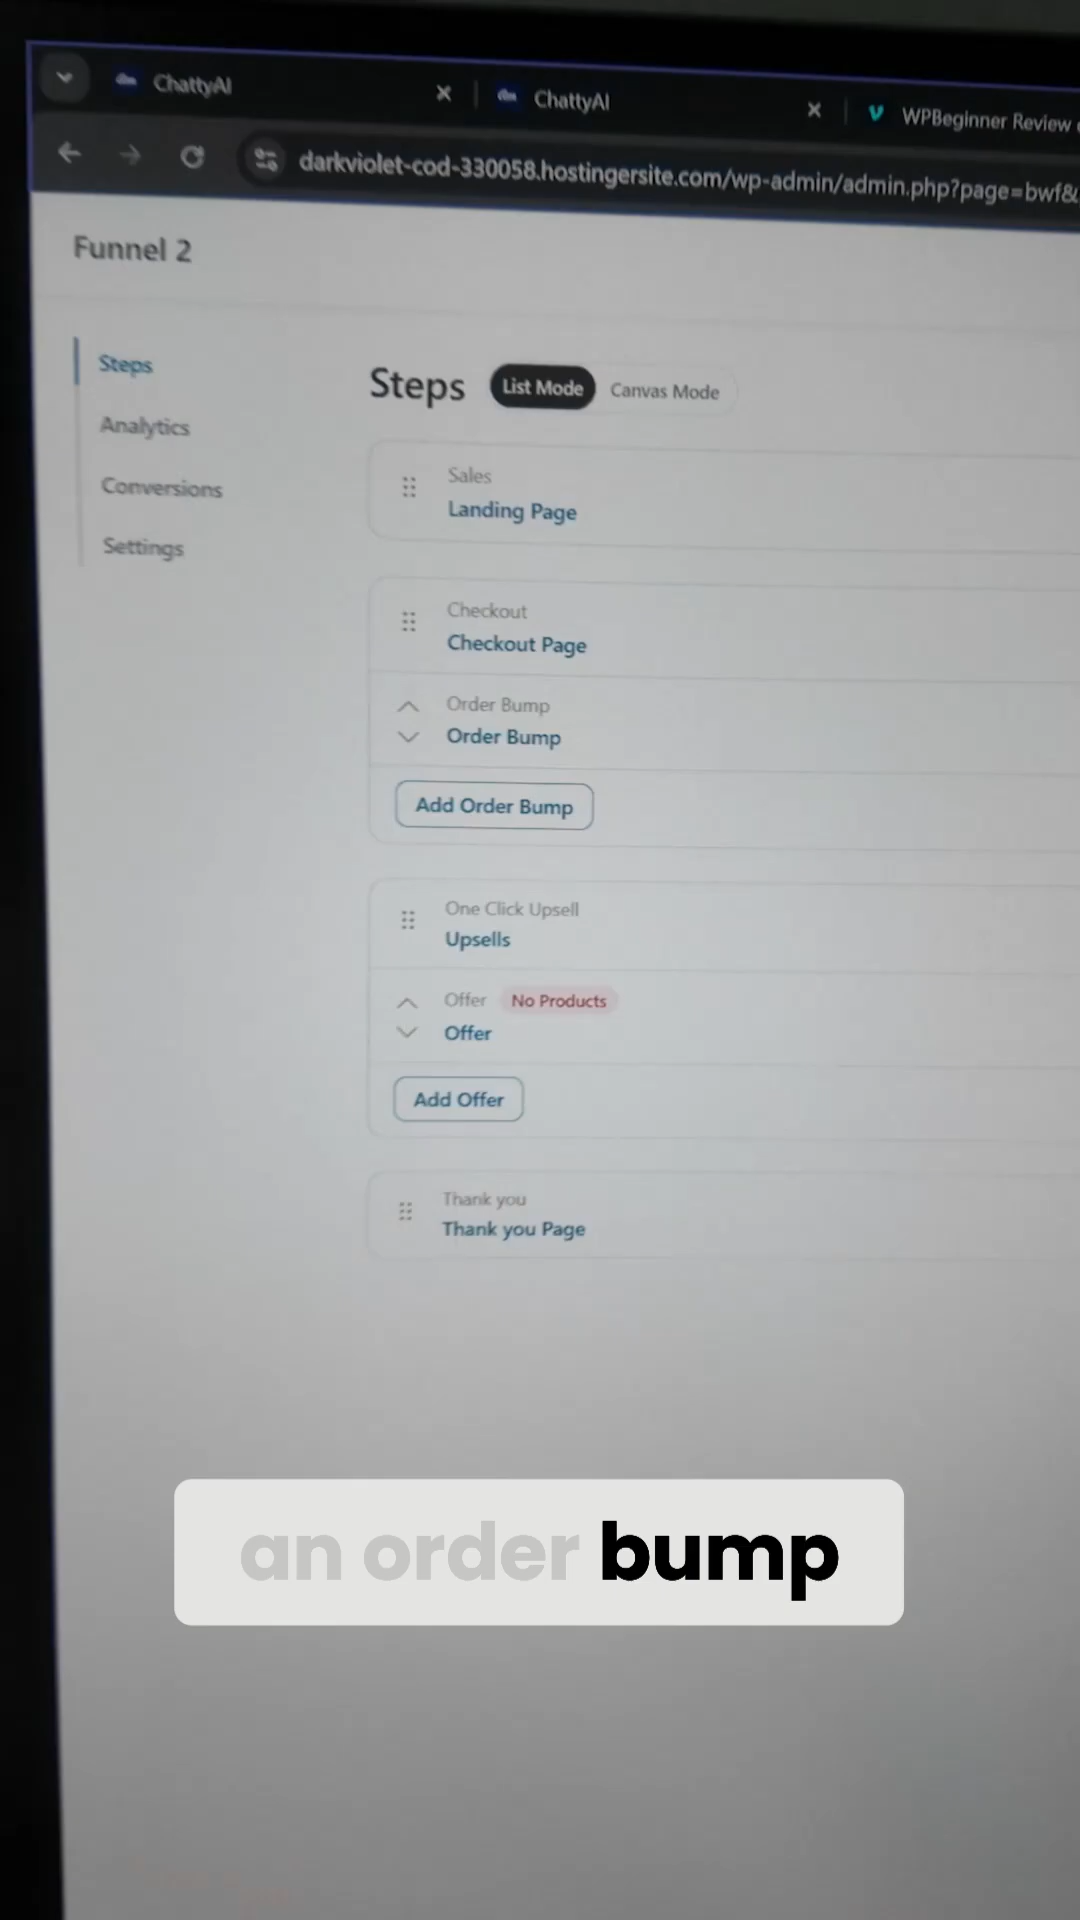 ChattyAI
ChattyAI
WPBeginner Review
darkviolet-cod-330058.hostingersite.com/wp-admin/admin.php?page=bwf&
Funnel 2
Steps
Analytics
Conversions
Settings
Steps
List Mode
Canvas Mode
Sales
Landing Page
Checkout
Checkout Page
Order Bump
Order Bump
Add Order Bump
One Click Upsell
Upsells
Offer No Products
Offer
Add Offer
Thank you
Thank you Page
an order bump